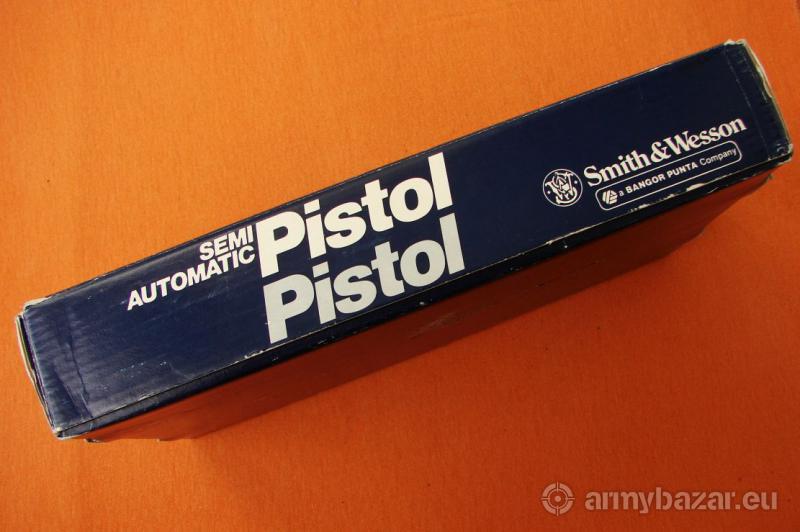 SEMI
AUTOMATIC
Pistol
Pistol
Smith & Wesson
a BANGOR PUNTA Company
armybazar.eu